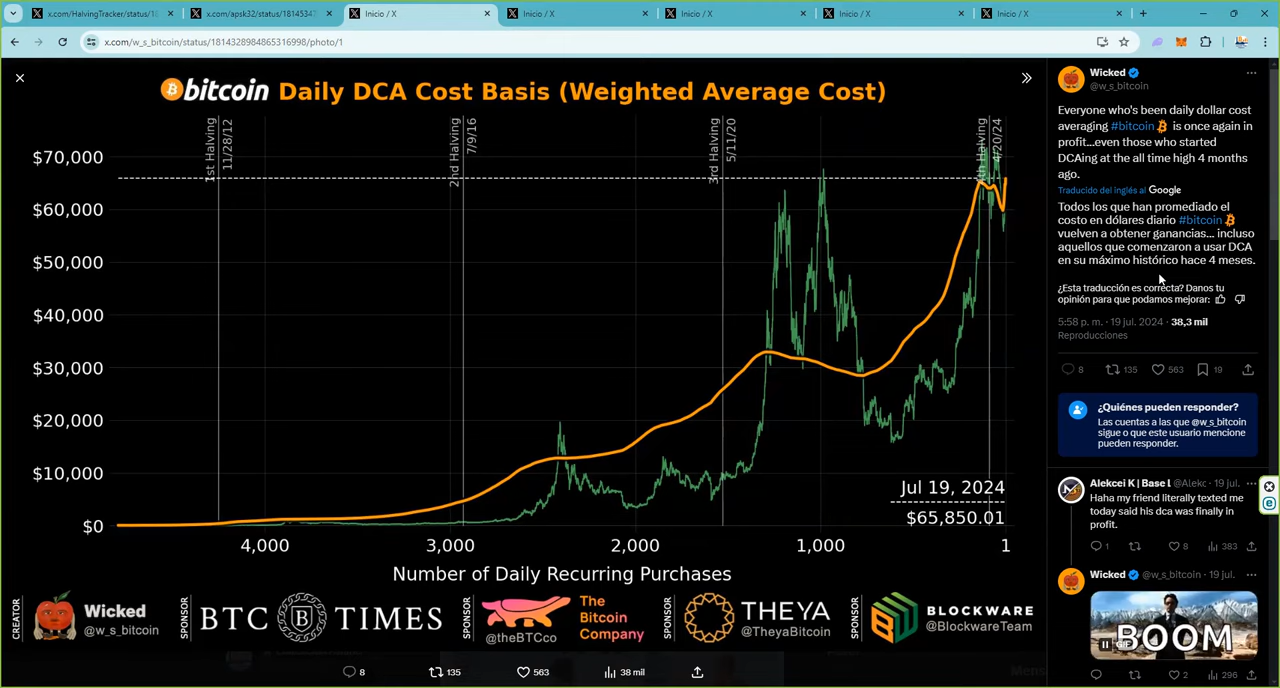 x.com/HalvingTracker/status/18
x.com/apsk32/status/18145347
Inicio / X
Inicio / X
Inicio / X
Inicio / X
Inicio / X
x.com/w_s_bitcoin/status/1814328984865316998/photo/1
bitcoin Daily DCA Cost Basis (Weighted Average Cost)
1st Halving
11/28/12
2nd Halving
7/9/16
3rd Halving
5/11/20
4th Halving
4/20/24
$70,000
$60,000
$50,000
$40,000
$30,000
$20,000
$10,000
$0
Jul 19, 2024
$65,850.01
4,000
3,000
2,000
1,000
1
Number of Daily Recurring Purchases
CREATOR
Wicked
@w_s_bitcoin
SPONSOR
BTC B TIMES
SPONSOR
@theBTCco
The
Bitcoin
Company
SPONSOR
THEYA
@TheyaBitcoin
SPONSOR
BLOCKWARE
@BlockwareTeam
8
135
563
38 mil
Wicked
@w_s_bitcoin
Everyone who's been daily dollar cost
averaging #bitcoin is once again in
profit...even those who started
DCAing at the all time high 4 months
ago.
Traducido del inglés al Google
Todos los que han promediado el
costo en dólares diario #bitcoin
vuelven a obtener ganancias... incluso
aquellos que comenzaron a usar DCA
en su máximo histórico hace 4 meses.
¿Esta traducción es correcta? Danos tu
opinión para que podamos mejorar:
5:58 p. m. · 19 jul. 2024 · 38,3 mil
Reproducciones
8
135
563
19
¿Quiénes pueden responder?
Las cuentas a las que @w_s_bitcoin
sigue o que este usuario mencione
pueden responder.
Alekcei K | Base L @Alekc · 19 jul.
Haha my friend literally texted me
today said his dca was finally in
profit.
1
8
383
Wicked @w_s_bitcoin · 19 jul.
BOOM
GIF
2
296